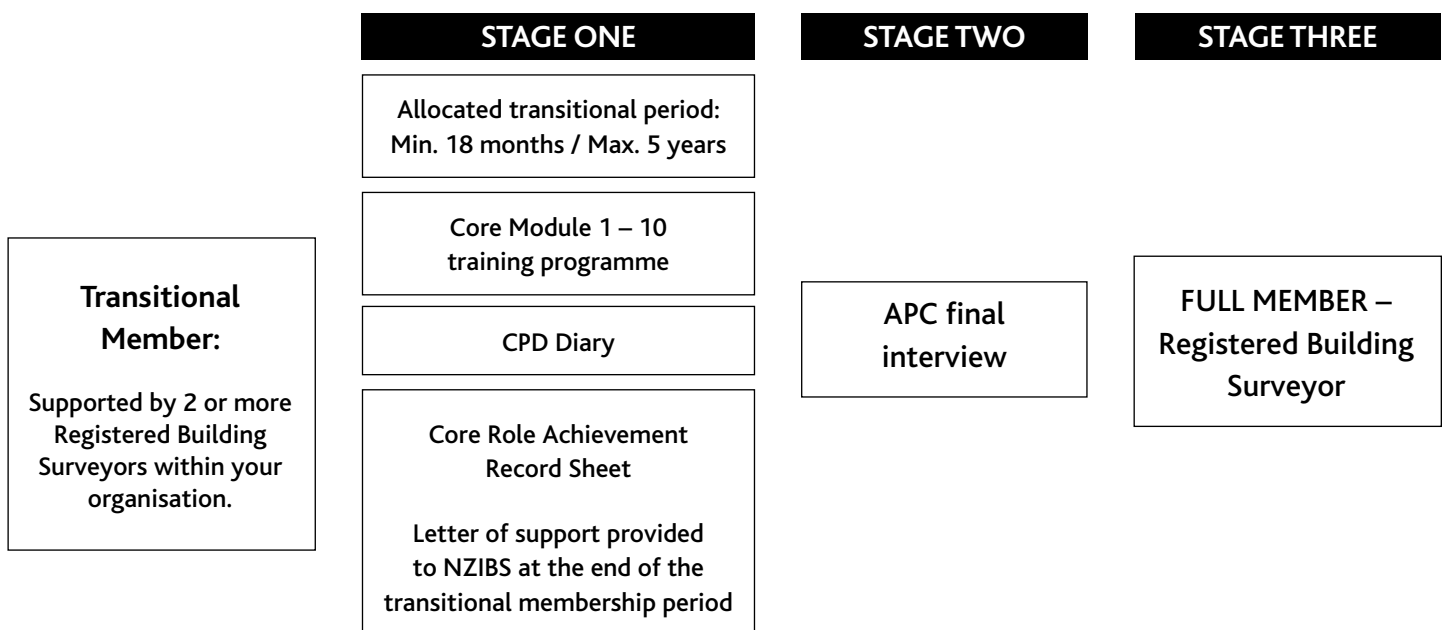 Transitional
Member:
Supported by 2 or more
Registered Building
Surveyors within your
organisation.
STAGE ONE
Allocated transitional period:
Min. 18 months / Max. 5 years
Core Module 1 – 10
training programme
CPD Diary
Core Role Achievement
Record Sheet
Letter of support provided
to NZIBS at the end of the
transitional membership period
STAGE TWO
APC final
interview
STAGE THREE
FULL MEMBER –
Registered Building
Surveyor